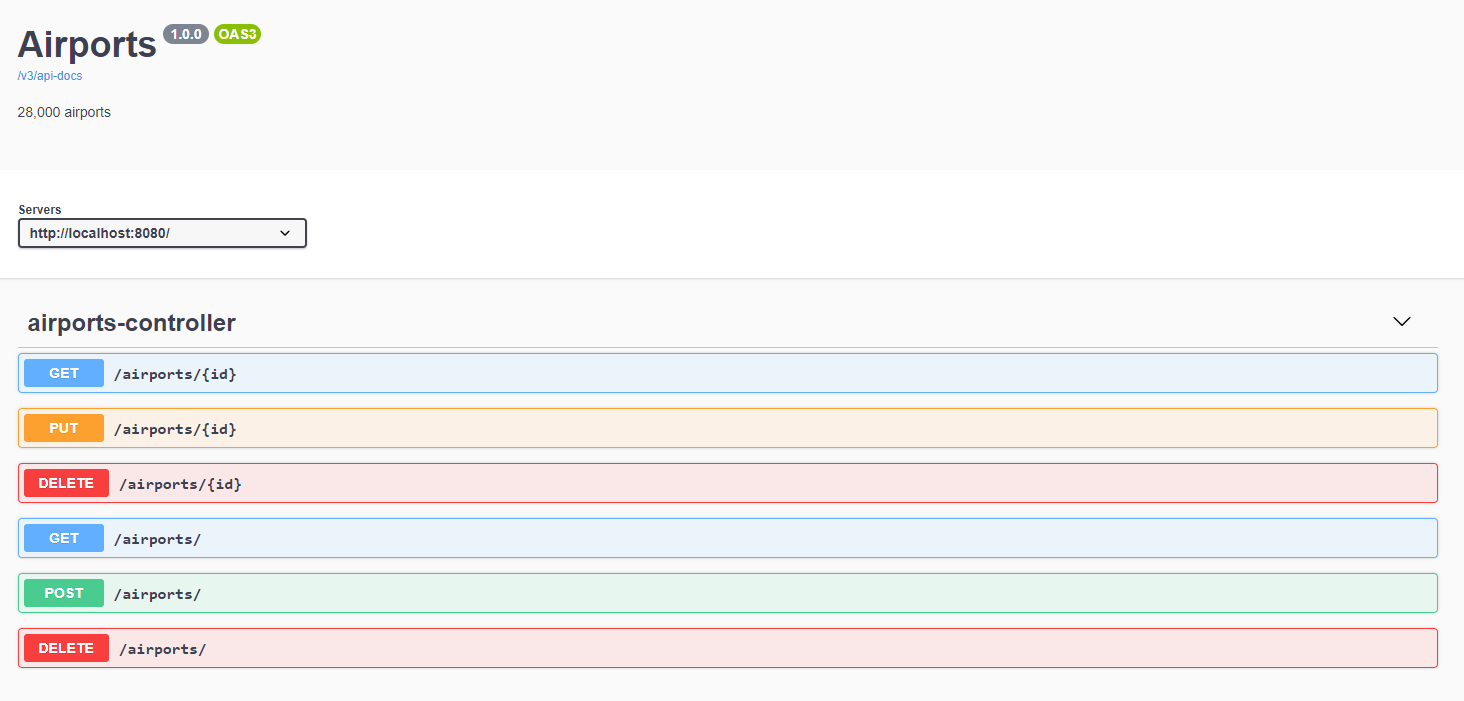 Airports 1.0.0 OAS3
/v3/api-docs
28,000 airports
Servers
http://localhost:8080/
airports-controller
GET /airports/{id}
PUT /airports/{id}
DELETE /airports/{id}
GET /airports/
POST /airports/
DELETE /airports/